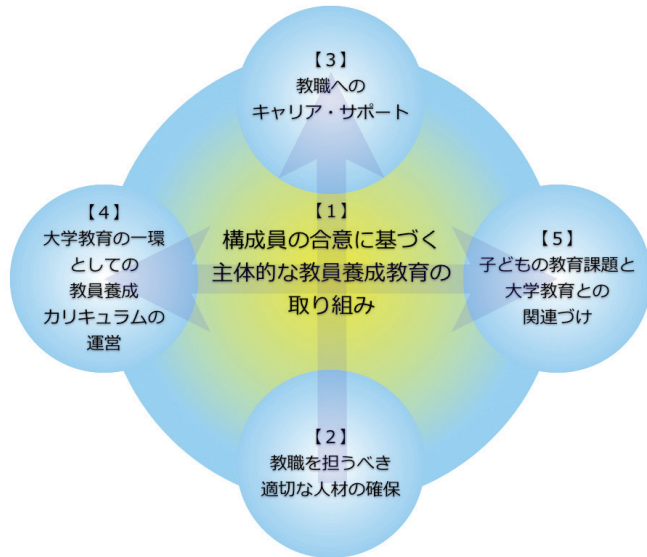 【3】
教職への
キャリア・サポート
【4】
大学教育の一環
としての
教員養成
カリキュラムの
運営
【1】
構成員の合意に基づく
主体的な教員養成教育の
取り組み
【5】
子どもの教育課題と
大学教育との
関連づけ
【2】
教職を担うべき
適切な人材の確保